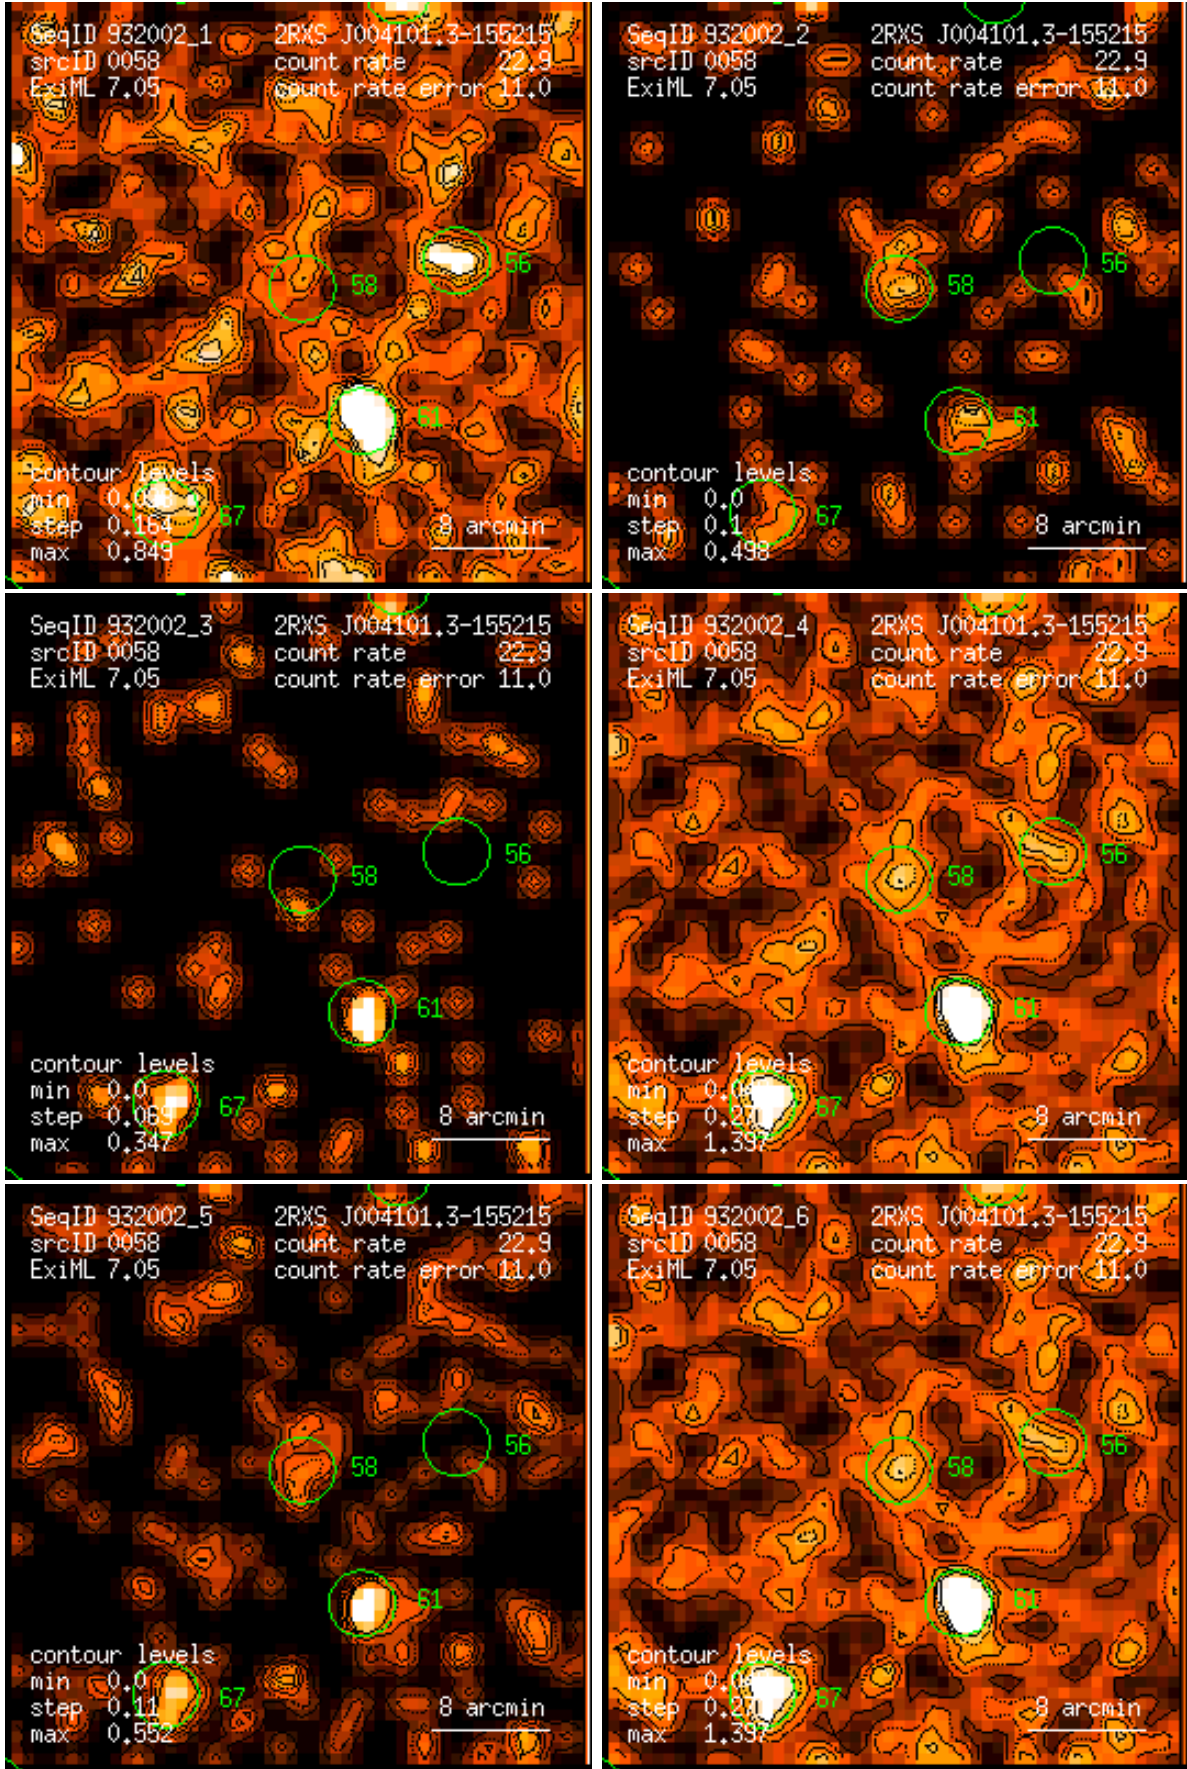 SeqID 932002_1 2RXS J004101.3-155215
srcID 0058 count rate 22.9
ExiML 7.05 count rate error 11.0
56
58
61
contour levels
min
step 0.164 67 8 arcmin
max 0.849
SeqID 932002_2 2RXS J004101.3-155215
srcID 0058 count rate 22.9
ExiML 7.05 count rate error 11.0
56
58
61
contour levels
min 0.0
step 0.1 67 8 arcmin
max 0.498
SeqID 932002_3 2RXS J004101.3-155215
srcID 0058 count rate 22.9
ExiML 7.05 count rate error 11.0
56
58
61
contour levels
min 0.0
step 0.069 67 8 arcmin
max 0.347
SeqID 932002_4 2RXS J004101.3-155215
srcID 0058 count rate 22.9
ExiML 7.05 count rate error 11.0
56
58
61
contour levels
min
step 67 8 arcmin
max 1.397
SeqID 932002_5 2RXS J004101.3-155215
srcID 0058 count rate 22.9
ExiML 7.05 count rate error 11.0
56
58
61
contour levels
min 0.0
step 0.11 67 8 arcmin
max 0.552
SeqID 932002_6 2RXS J004101.3-155215
srcID 0058 count rate 22.9
ExiML 7.05 count rate error 11.0
56
58
61
contour levels
min
step 67 8 arcmin
max 1.397